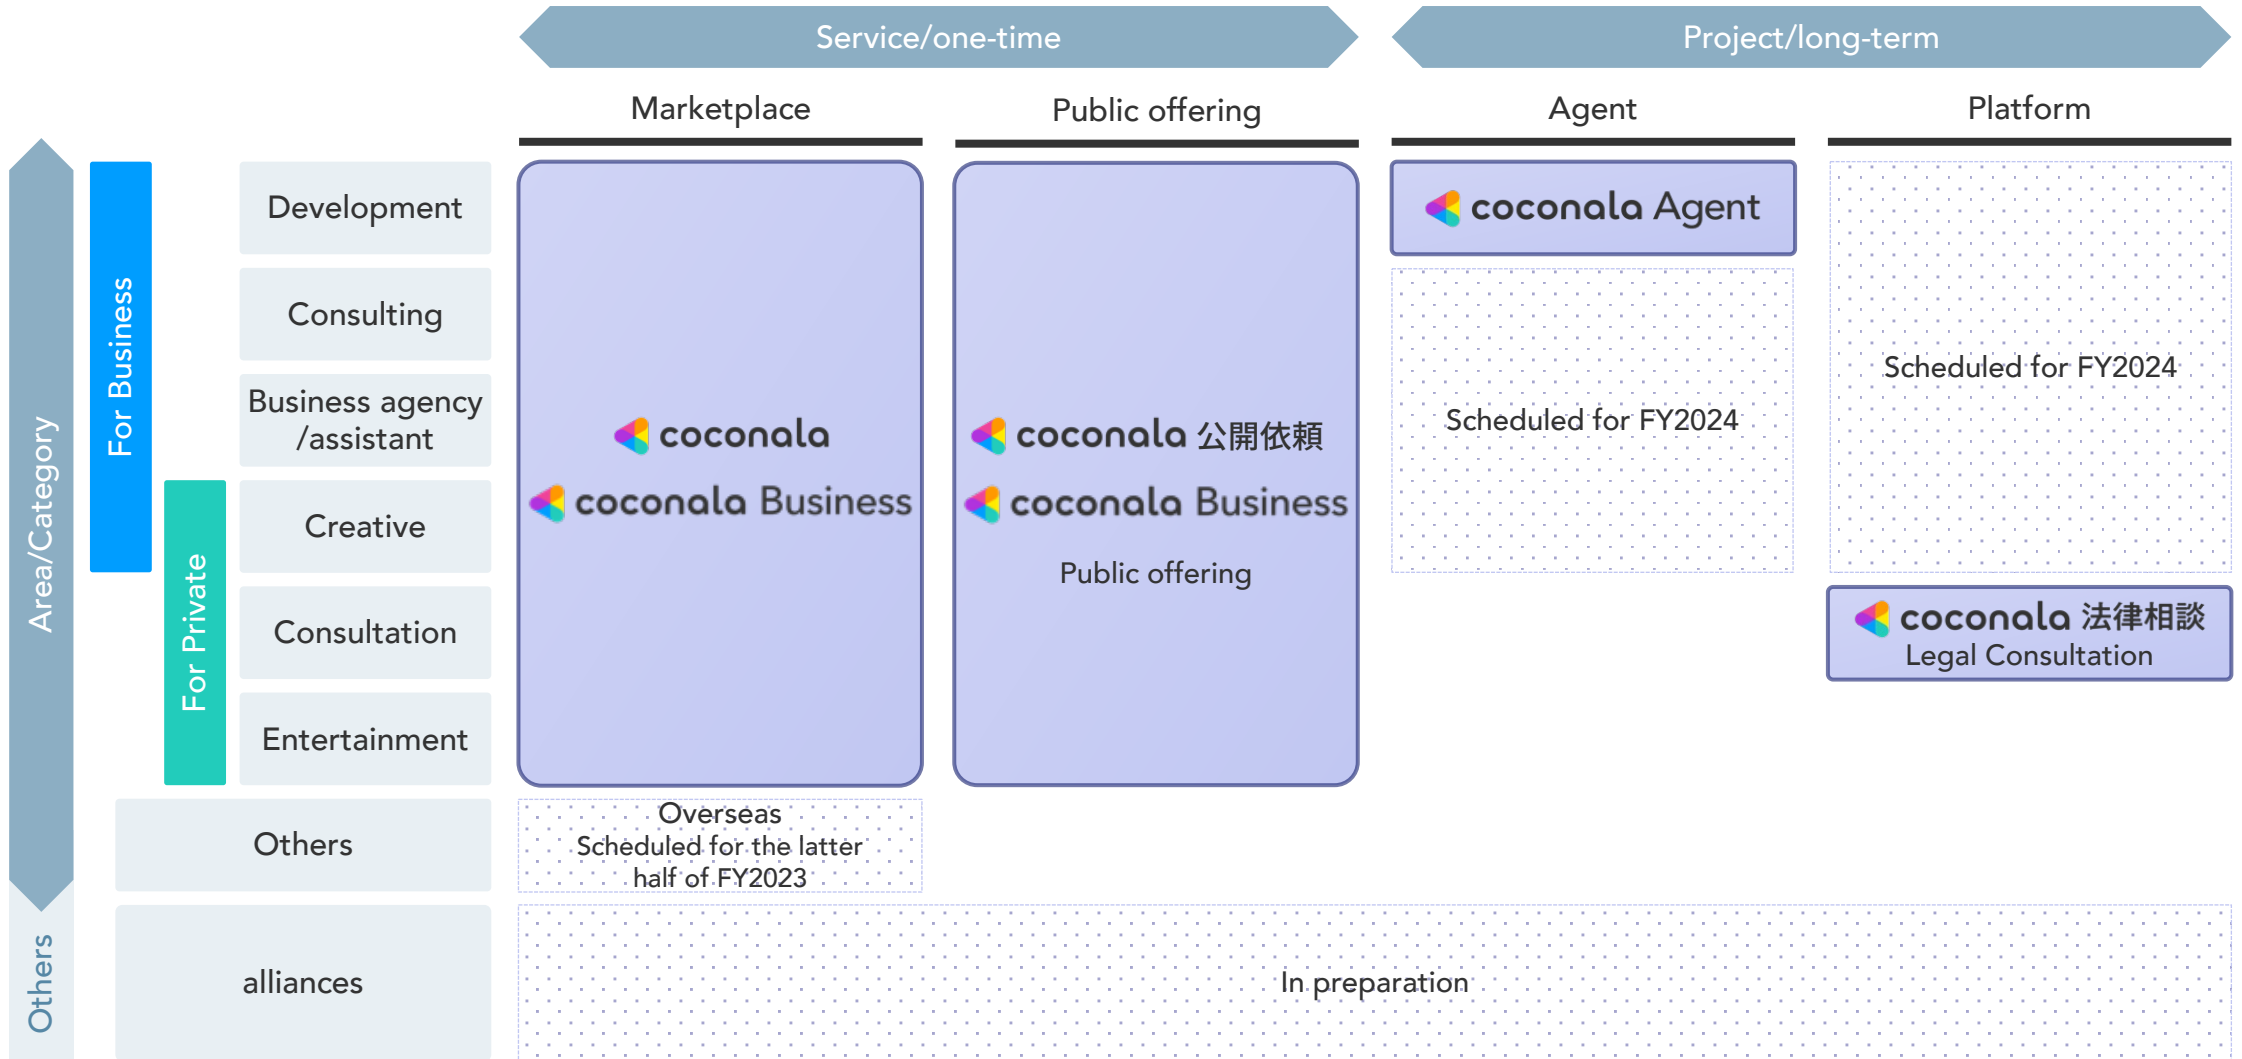 Service/one-time
Project/long-term
Marketplace
Public offering
Agent
Platform
Area/Category
For Business
For Private
Development
Consulting
Business agency
/assistant
Creative
Consultation
Entertainment
Others
coconala
coconala Business
coconala 公開依頼
coconala Business
Public offering
coconala Agent
Scheduled for FY2024
Scheduled for FY2024
coconala 法律相談
Legal Consultation
Overseas
Scheduled for the latter
half of FY2023
Others
alliances
In preparation